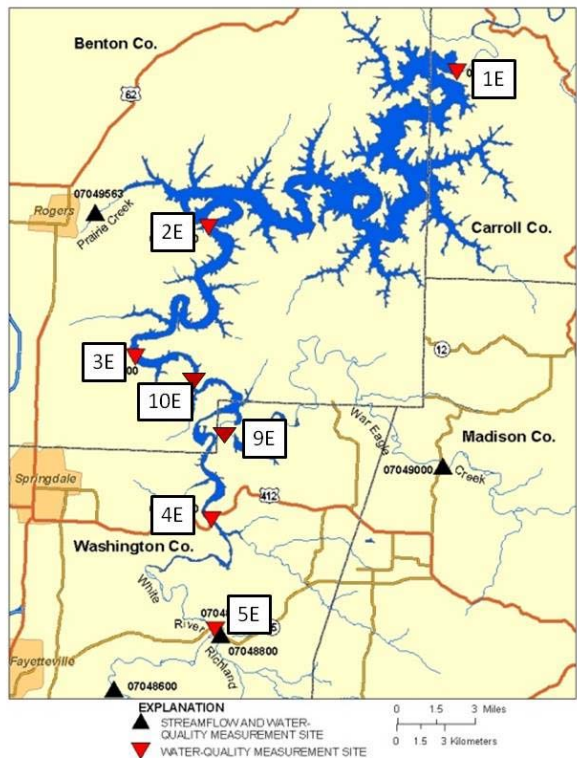 Benton Co.
62
1E
07049563
Rogers
Prairie Creek
2E
Carroll Co.
3E
00
12
10E
War Eagle
Creek
Madison Co.
9E
07049000
Springdale
412
4E
Washington Co.
White
River
5E
07048800
Richland
Fayetteville
07048600
EXPLANATION
STREAMFLOW AND WATER-
QUALITY MEASUREMENT SITE
WATER-QUALITY MEASUREMENT SITE
0 1.5 3 Miles
0 1.5 3 Kilometers